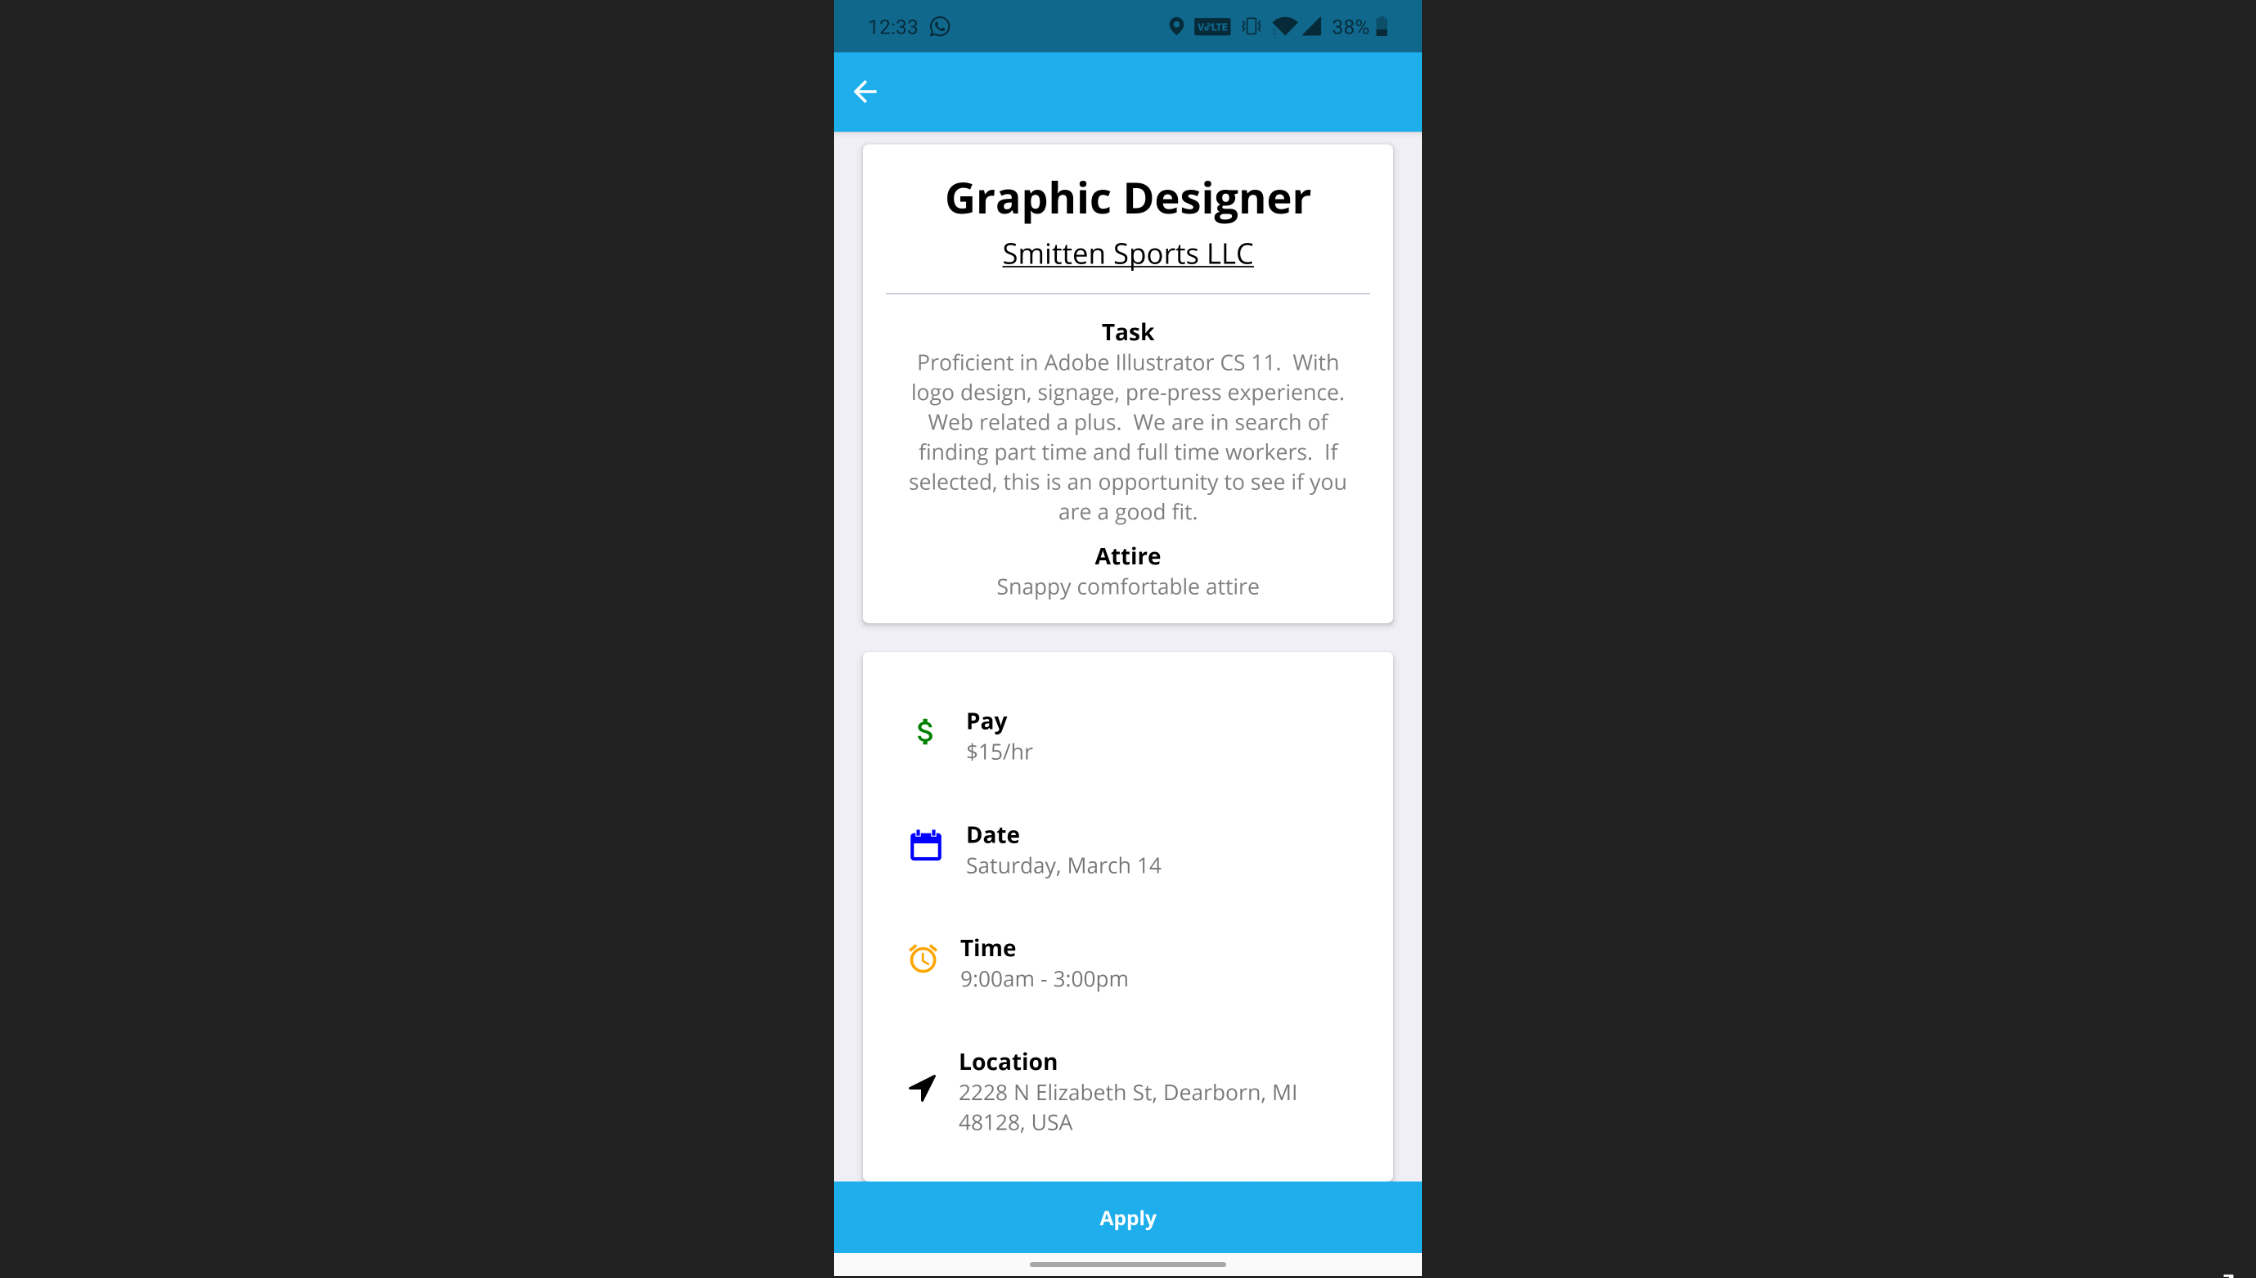 12:33 VoLTE 38%
Graphic Designer
Smitten Sports LLC
Task
Proficient in Adobe Illustrator CS 11.  With
logo design, signage, pre-press experience.
Web related a plus.  We are in search of
finding part time and full time workers.  If
selected, this is an opportunity to see if you
are a good fit.
Attire
Snappy comfortable attire
Pay
$15/hr
Date
Saturday, March 14
Time
9:00am - 3:00pm
Location
2228 N Elizabeth St, Dearborn, MI
48128, USA
Apply